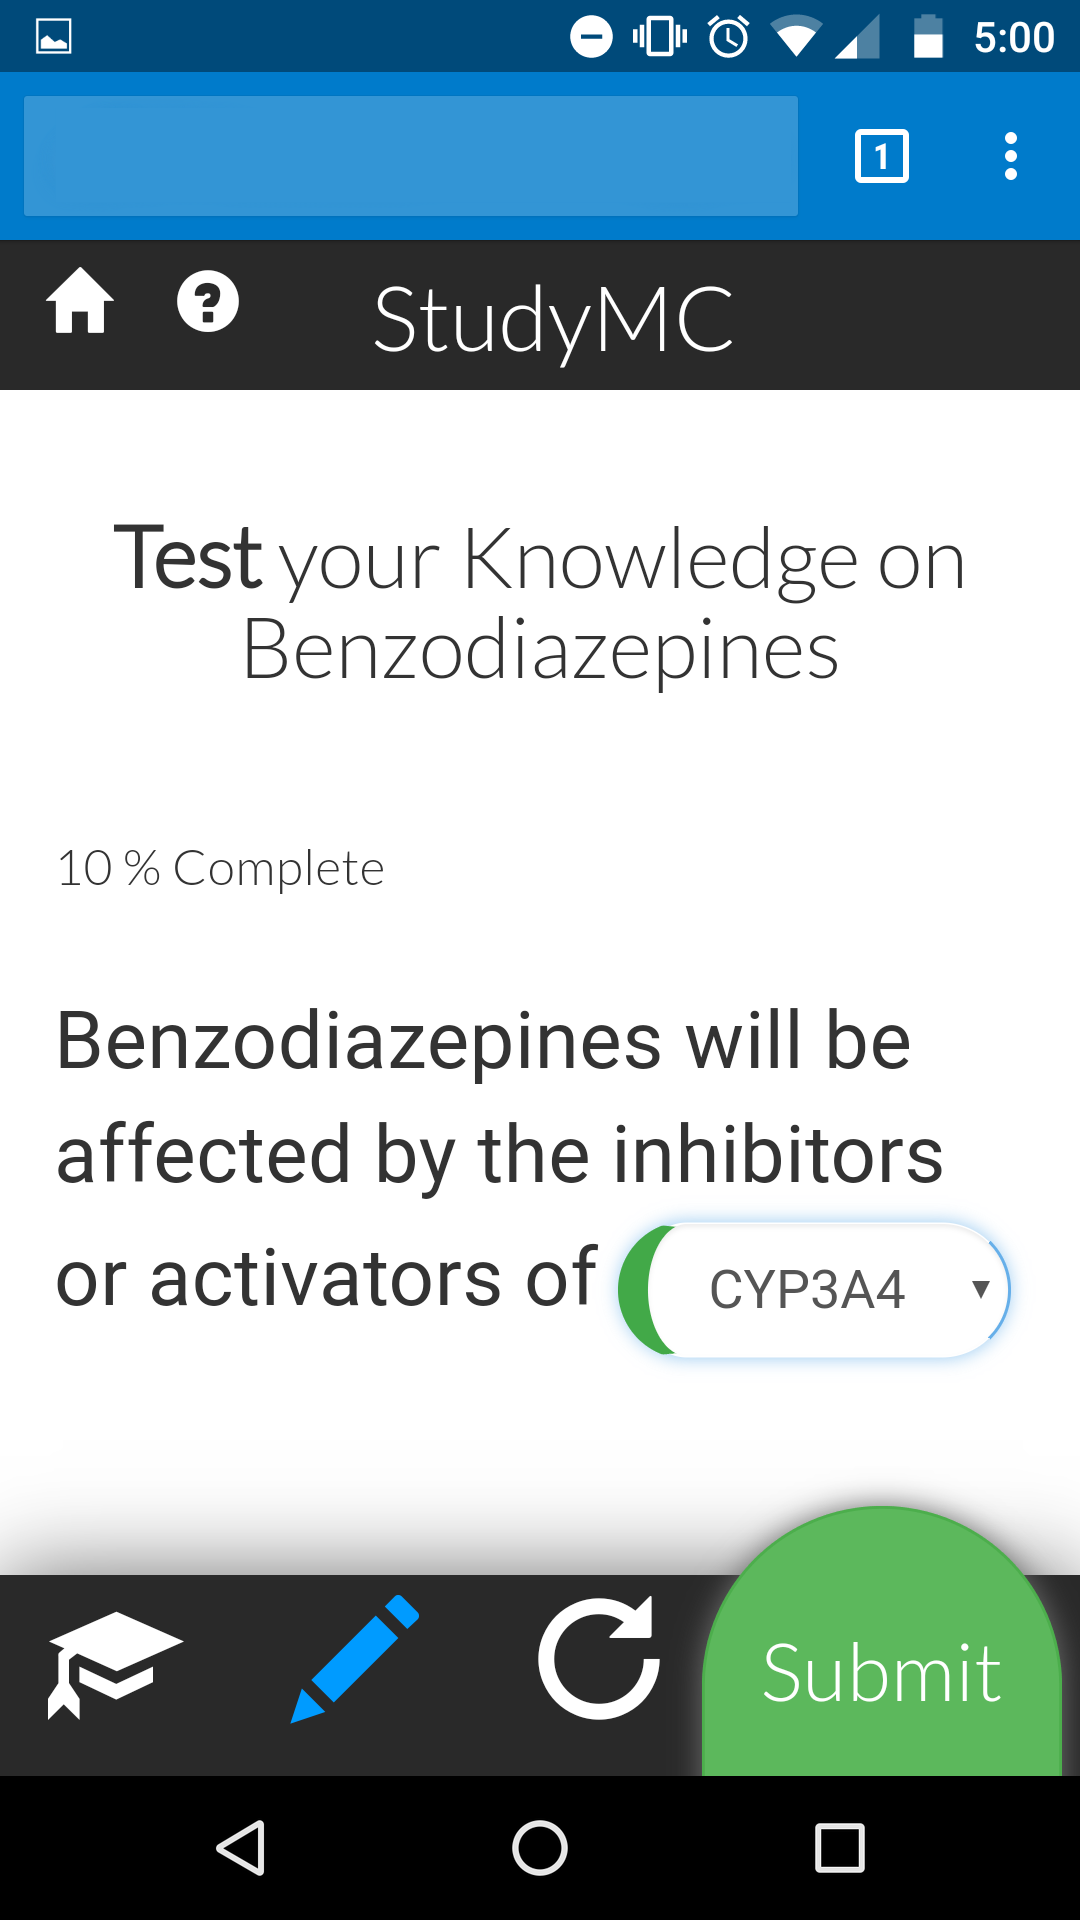 5:00
1
StudyMC
Test your Knowledge on
Benzodiazepines
10 % Complete
Benzodiazepines will be
affected by the inhibitors
or activators of CYP3A4
Submit